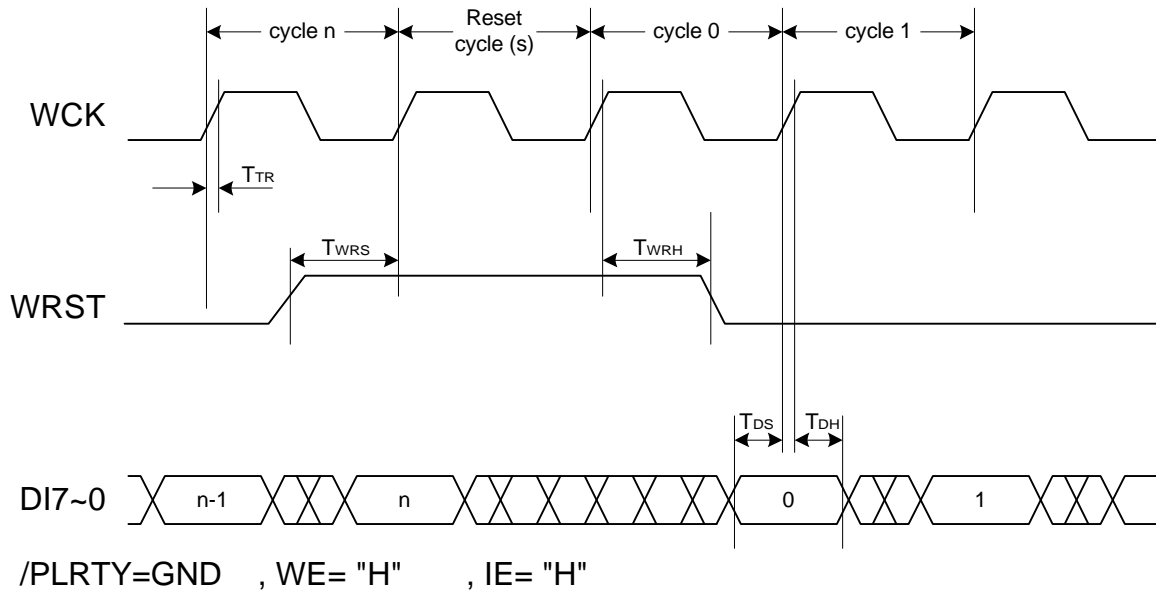 cycle n
Reset
cycle (s)
cycle 0
cycle 1
WCK
TTR
TWRS
TWRH
WRST
TDS
TDH
DI7~0
n-1
n
0
1
/PLRTY=GND , WE= "H" , IE= "H"